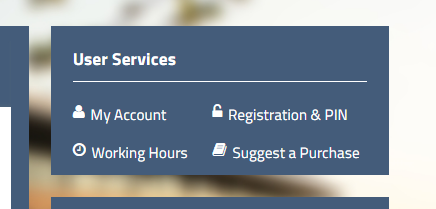 User Services
My Account Registration & PIN
Working Hours Suggest a Purchase